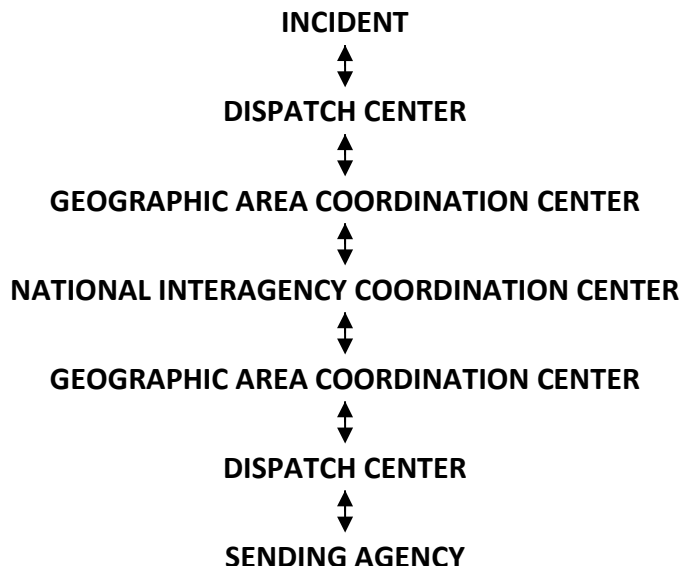 INCIDENT
DISPATCH CENTER
GEOGRAPHIC AREA COORDINATION CENTER
NATIONAL INTERAGENCY COORDINATION CENTER
GEOGRAPHIC AREA COORDINATION CENTER
DISPATCH CENTER
SENDING AGENCY